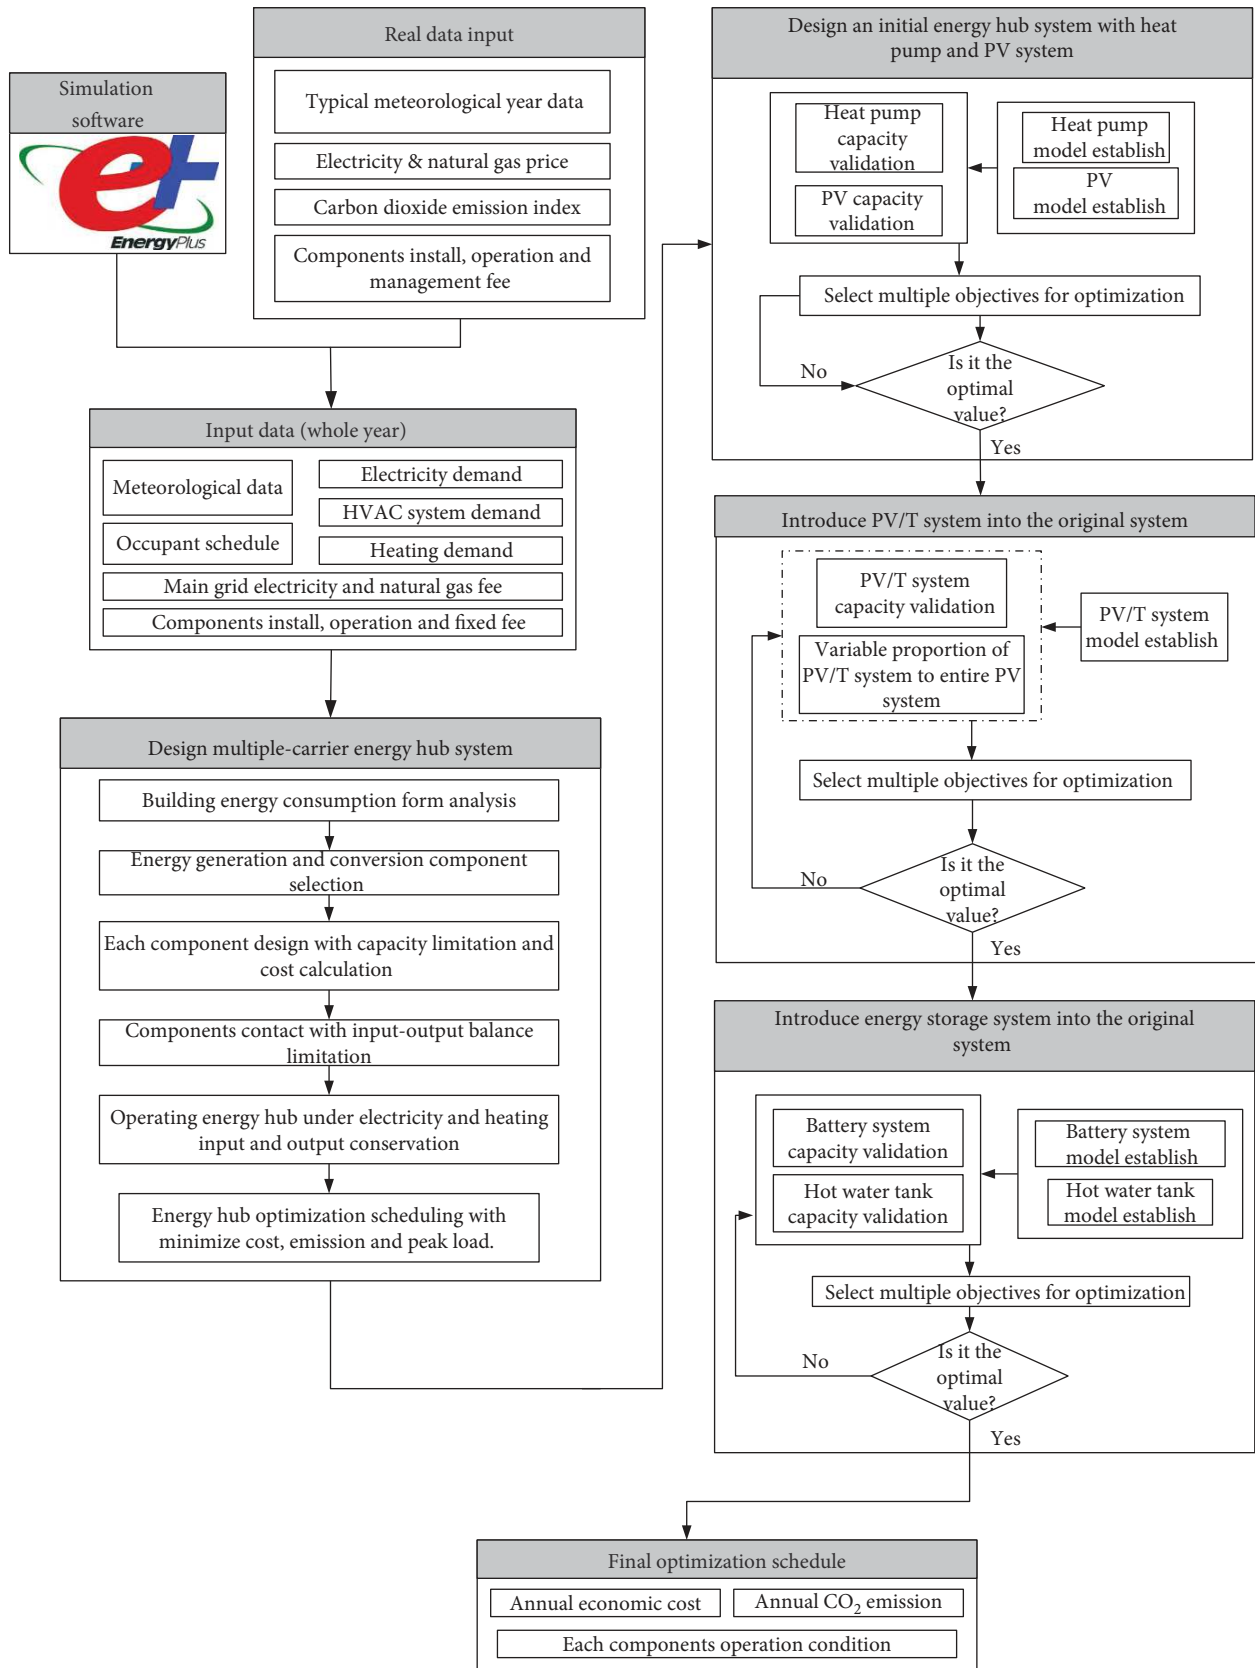 Simulation
software
e+
EnergyPlus
Real data input
Typical meteorological year data
Electricity & natural gas price
Carbon dioxide emission index
Components install, operation and
management fee
Input data (whole year)
Meteorological data
Occupant schedule
Electricity demand
HVAC system demand
Heating demand
Main grid electricity and natural gas fee
Components install, operation and fixed fee
Design multiple-carrier energy hub system
Building energy consumption form analysis
Energy generation and conversion component
selection
Each component design with capacity limitation and
cost calculation
Components contact with input-output balance
limitation
Operating energy hub under electricity and heating
input and output conservation
Energy hub optimization scheduling with
minimize cost, emission and peak load.
Design an initial energy hub system with heat
pump and PV system
Heat pump
capacity
validation
PV capacity
validation
Heat pump
model establish
PV
model establish
Select multiple objectives for optimization
No
Is it the
optimal
value?
Yes
Introduce PV/T system into the original system
PV/T system
capacity validation
Variable proportion of
PV/T system to entire PV
system
PV/T system
model establish
Select multiple objectives for optimization
No
Is it the
optimal
value?
Yes
Introduce energy storage system into the original
system
Battery system
capacity validation
Hot water tank
capacity validation
Battery system
model establish
Hot water tank
model establish
Select multiple objectives for optimization
No
Is it the
optimal
value?
Yes
Final optimization schedule
Annual economic cost
Annual CO₂ emission
Each components operation condition